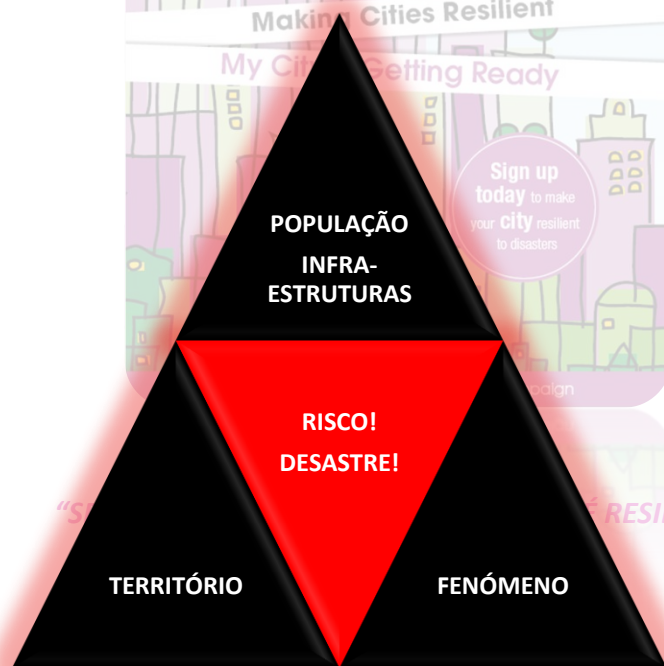 Making Cities Resilient
My City Getting Ready
Sign up
today to make
your city resilient
to disasters
POPULAÇÃO
INFRA-
ESTRUTURAS
RISCO!
DESASTRE!
É
TERRITÓRIO
FENÓMENO